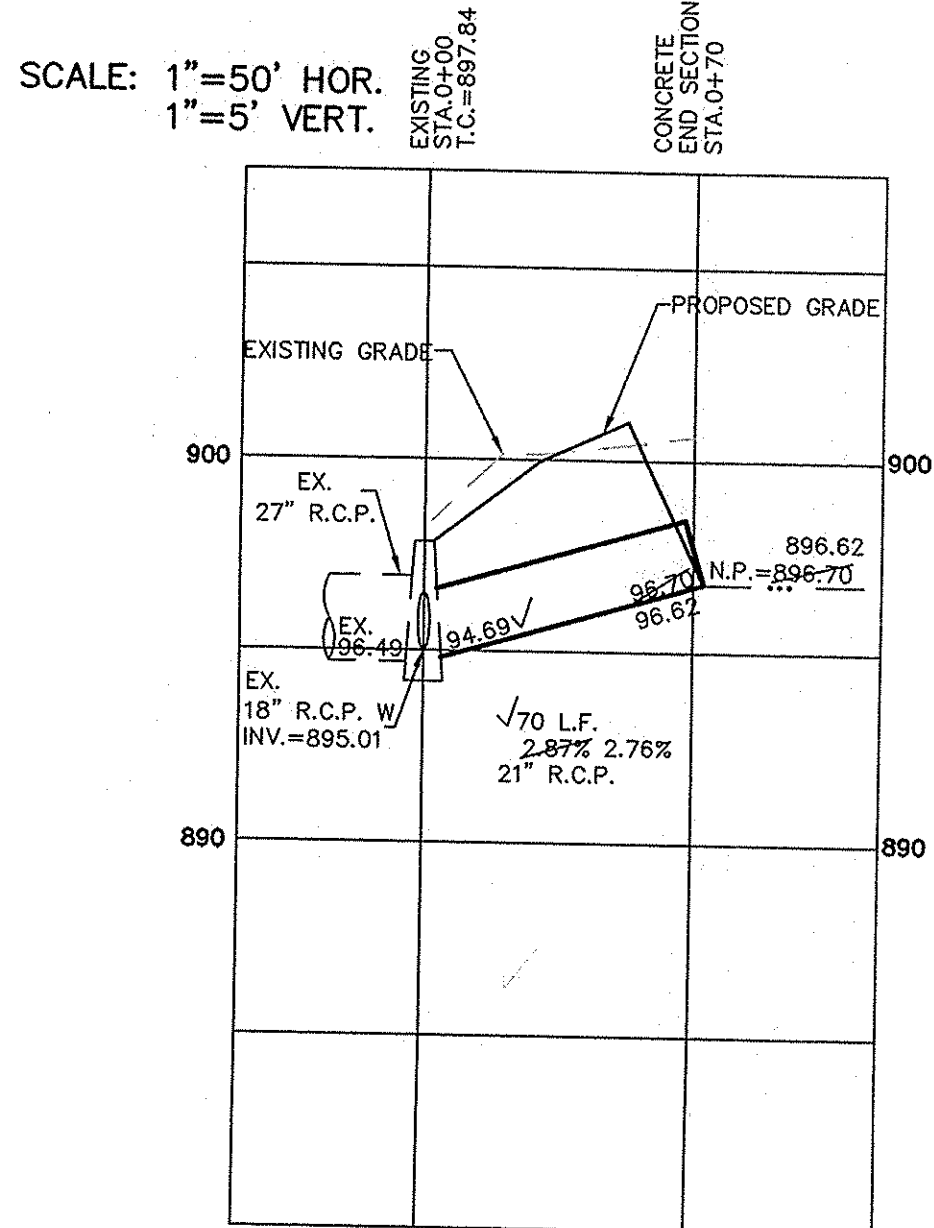 SCALE: 1"=50' HOR.
1"=5' VERT.
EXISTING
STA.0+00
T.C.=897.84
CONCRETE
END SECTION
STA.0+70
PROPOSED GRADE
EXISTING GRADE
900
900
EX.
27" R.C.P.
896.62
N.P.=896.70
96.70
96.62
EX.
96.49
94.69√
EX.
18" R.C.P. W
INV.=895.01
√70 L.F.
2.87% 2.76%
21" R.C.P.
890
890